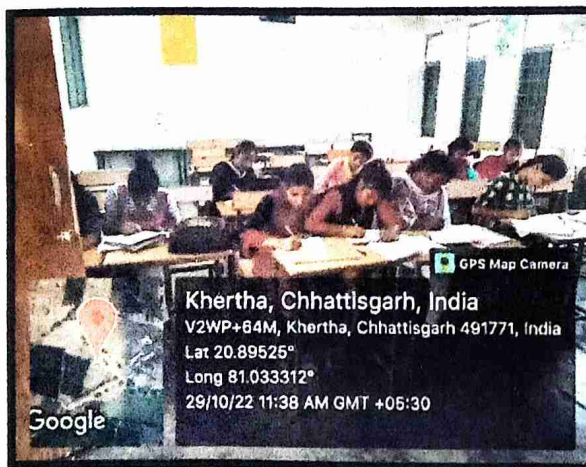 GPS Map Camera
Khertha, Chhattisgarh, India
V2WP+64M, Khertha, Chhattisgarh 491771, India
Lat 20.89525°
Long 81.033312°
29/10/22 11:38 AM GMT +05:30
Google